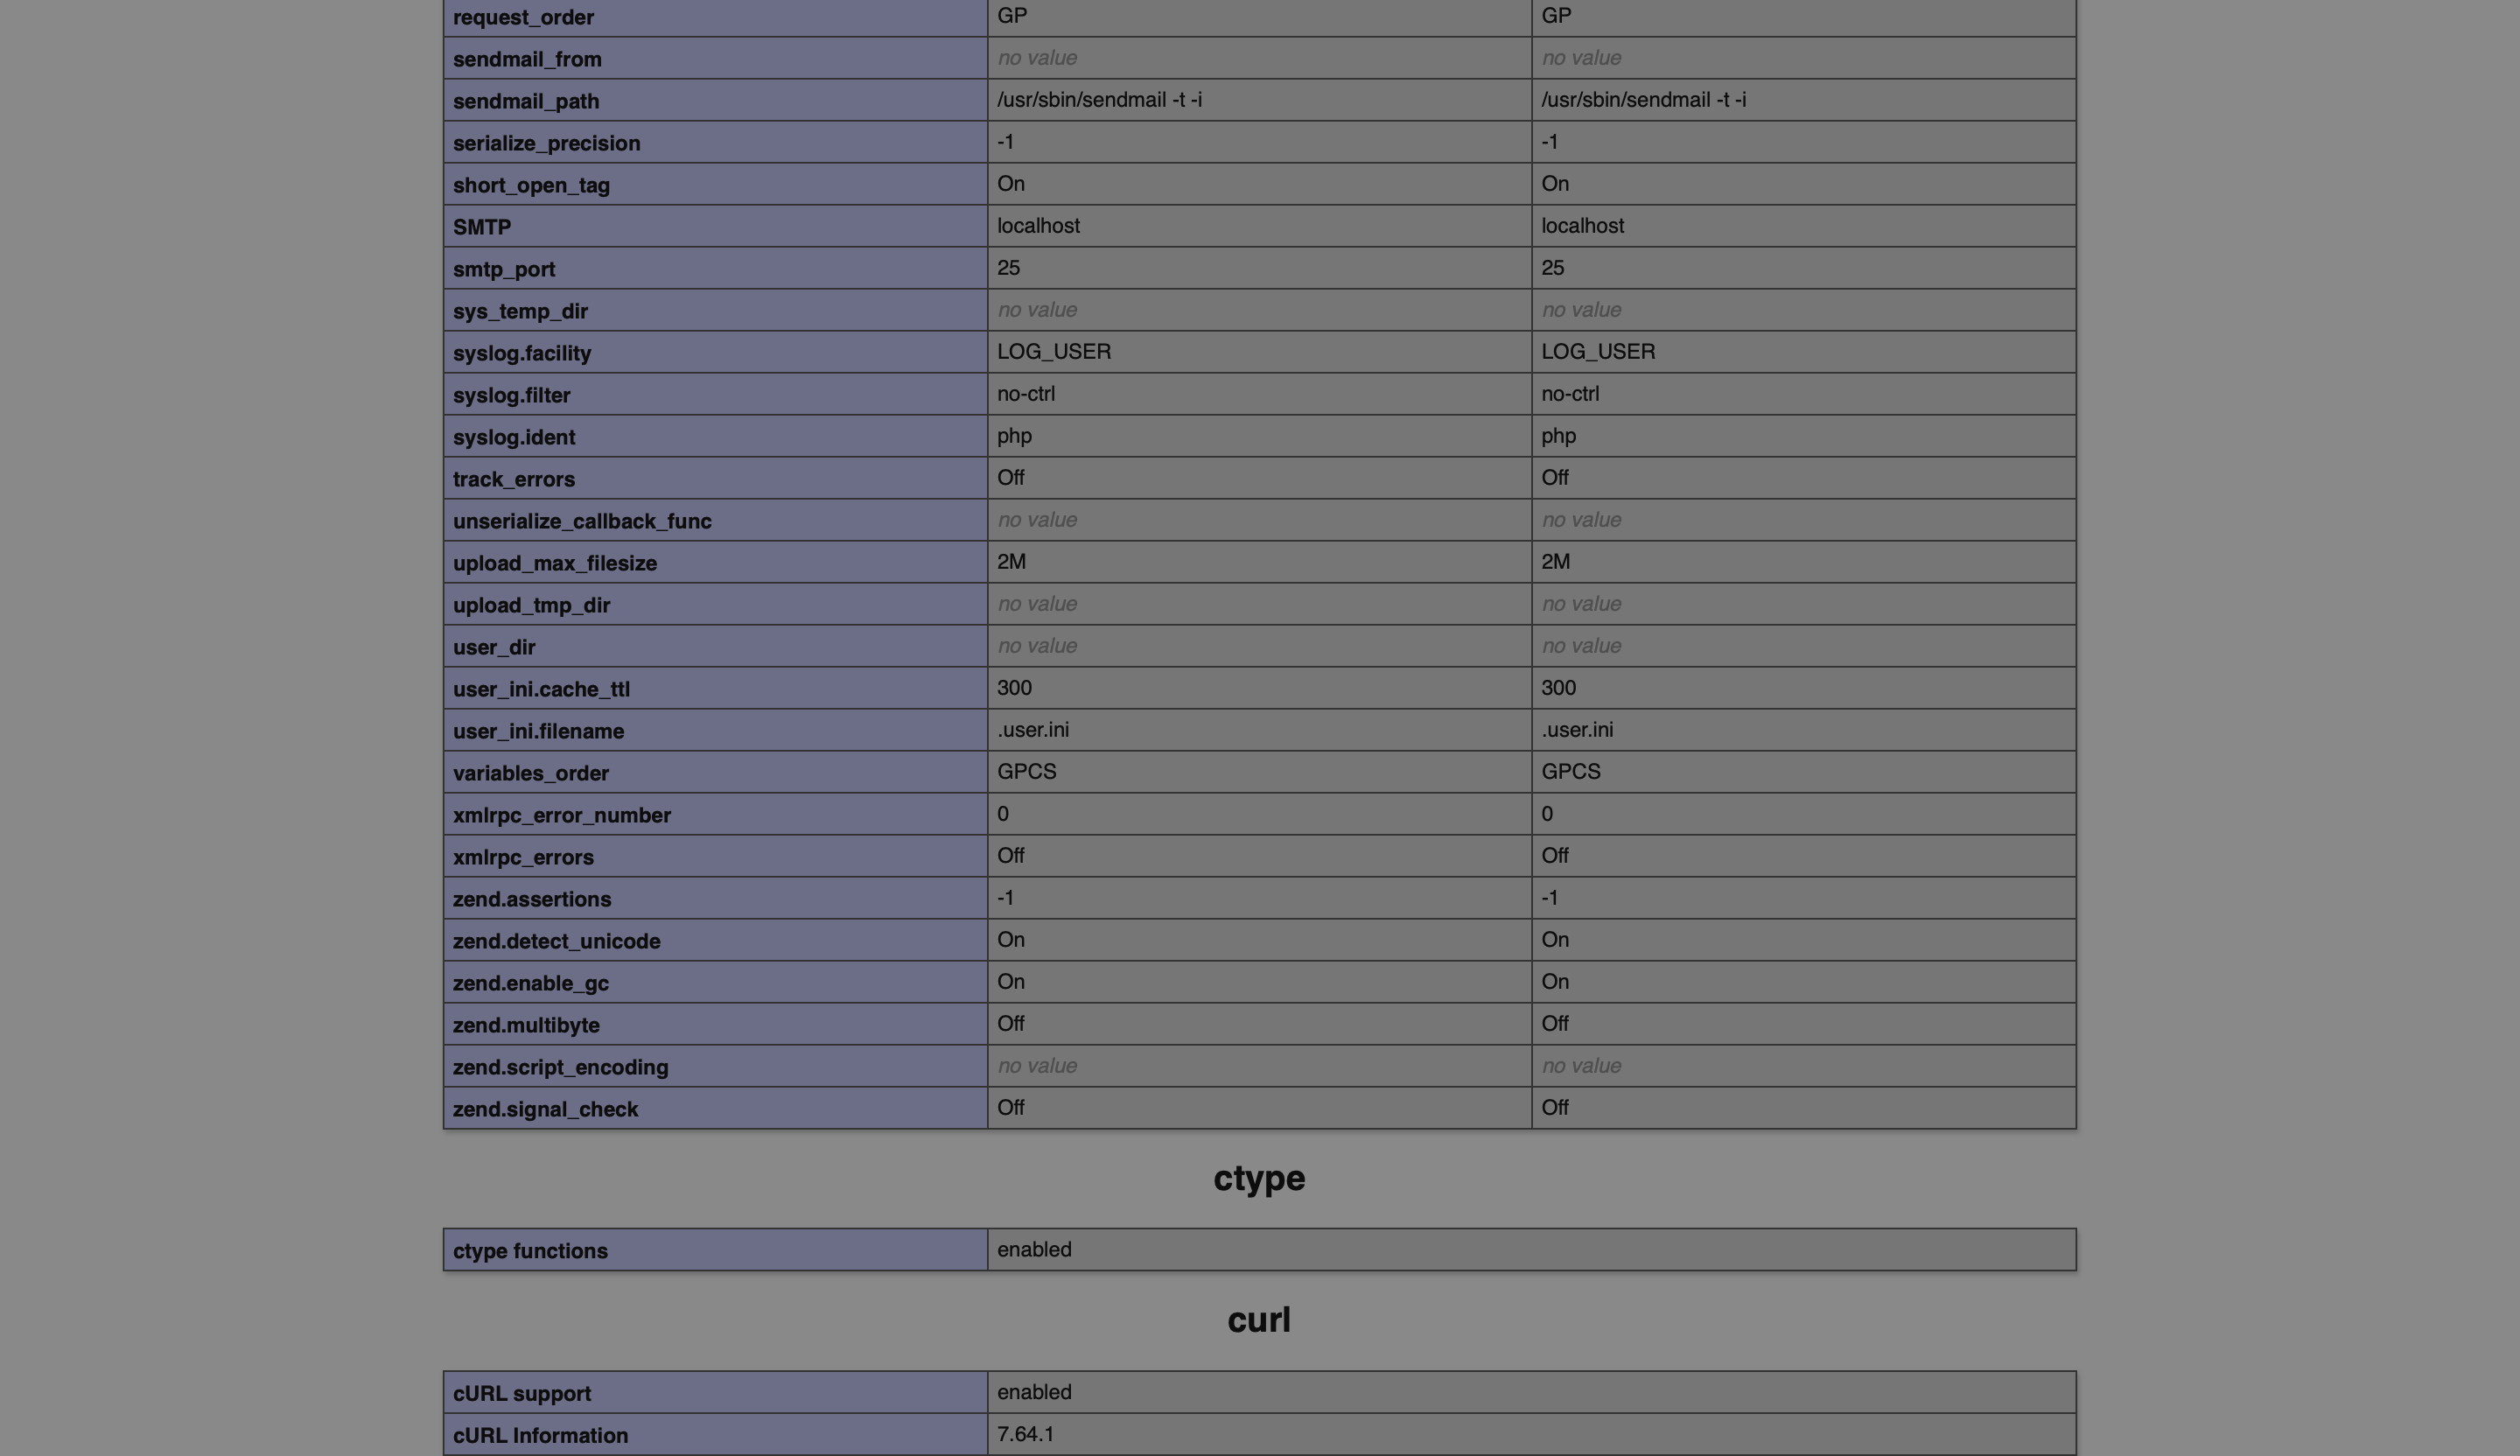 request_order GP GP
sendmail_from no value no value
sendmail_path /usr/sbin/sendmail -t -i /usr/sbin/sendmail -t -i
serialize_precision -1 -1
short_open_tag On On
SMTP localhost localhost
smtp_port 25 25
sys_temp_dir no value no value
syslog.facility LOG_USER LOG_USER
syslog.filter no-ctrl no-ctrl
syslog.ident php php
track_errors Off Off
unserialize_callback_func no value no value
upload_max_filesize 2M 2M
upload_tmp_dir no value no value
user_dir no value no value
user_ini.cache_ttl 300 300
user_ini.filename .user.ini .user.ini
variables_order GPCS GPCS
xmlrpc_error_number 0 0
xmlrpc_errors Off Off
zend.assertions -1 -1
zend.detect_unicode On On
zend.enable_gc On On
zend.multibyte Off Off
zend.script_encoding no value no value
zend.signal_check Off Off
ctype
ctype functions enabled
curl
cURL support enabled
cURL Information 7.64.1